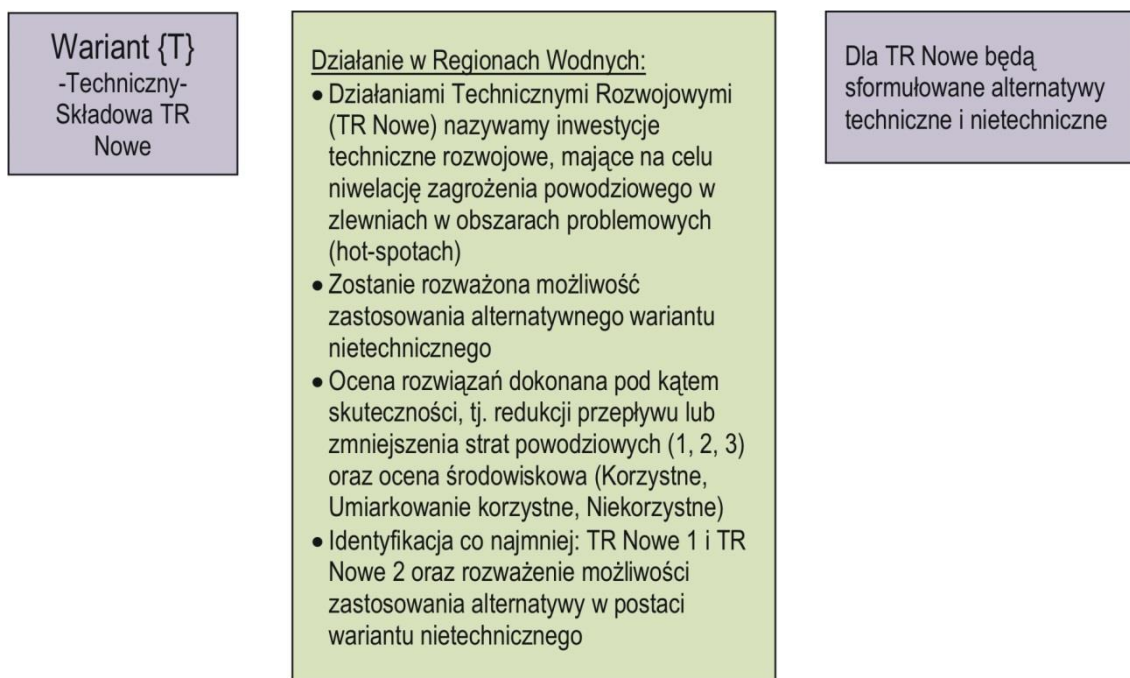 Wariant {T}
-Techniczny-
Składowa TR
Nowe
Działanie w Regionach Wodnych:
• Działaniami Technicznymi Rozwojowymi
(TR Nowe) nazywamy inwestycje
techniczne rozwojowe, mające na celu
niwelację zagrożenia powodziowego w
zlewniach w obszarach problemowych
(hot-spotach)
• Zostanie rozważona możliwość
zastosowania alternatywnego wariantu
nietechnicznego
• Ocena rozwiązań dokonana pod kątem
skuteczności, tj. redukcji przepływu lub
zmniejszenia strat powodziowych (1, 2, 3)
oraz ocena środowiskowa (Korzystne,
Umiarkowanie korzystne, Niekorzystne)
• Identyfikacja co najmniej: TR Nowe 1 i TR
Nowe 2 oraz rozważenie możliwości
zastosowania alternatywy w postaci
wariantu nietechnicznego
Dla TR Nowe będą
sformułowane alternatywy
techniczne i nietechniczne